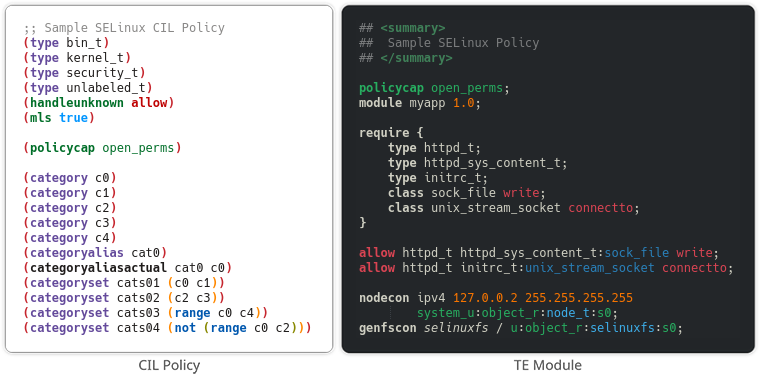 ;; Sample SELinux CIL Policy
(type bin_t)
(type kernel_t)
(type security_t)
(type unlabeled_t)
(handleunknown allow)
(mls true)
(policycap open_perms)
(category c0)
(category c1)
(category c2)
(category c3)
(category c4)
(categoryalias cat0)
(categoryaliasactual cat0 c0)
(categoryset cats01 (c0 c1))
(categoryset cats02 (c2 c3))
(categoryset cats03 (range c0 c4))
(categoryset cats04 (not (range c0 c2)))
CIL Policy
## <summary>
##  Sample SELinux Policy
## </summary>
policycap open_perms;
module myapp 1.0;
require {
    type httpd_t;
    type httpd_sys_content_t;
    type initrc_t;
    class sock_file write;
    class unix_stream_socket connectto;
}
allow httpd_t httpd_sys_content_t:sock_file write;
allow httpd_t initrc_t:unix_stream_socket connectto;
nodecon ipv4 127.0.0.2 255.255.255.255
        system_u:object_r:node_t:s0;
genfscon selinuxfs / u:object_r:selinuxfs:s0;
TE Module